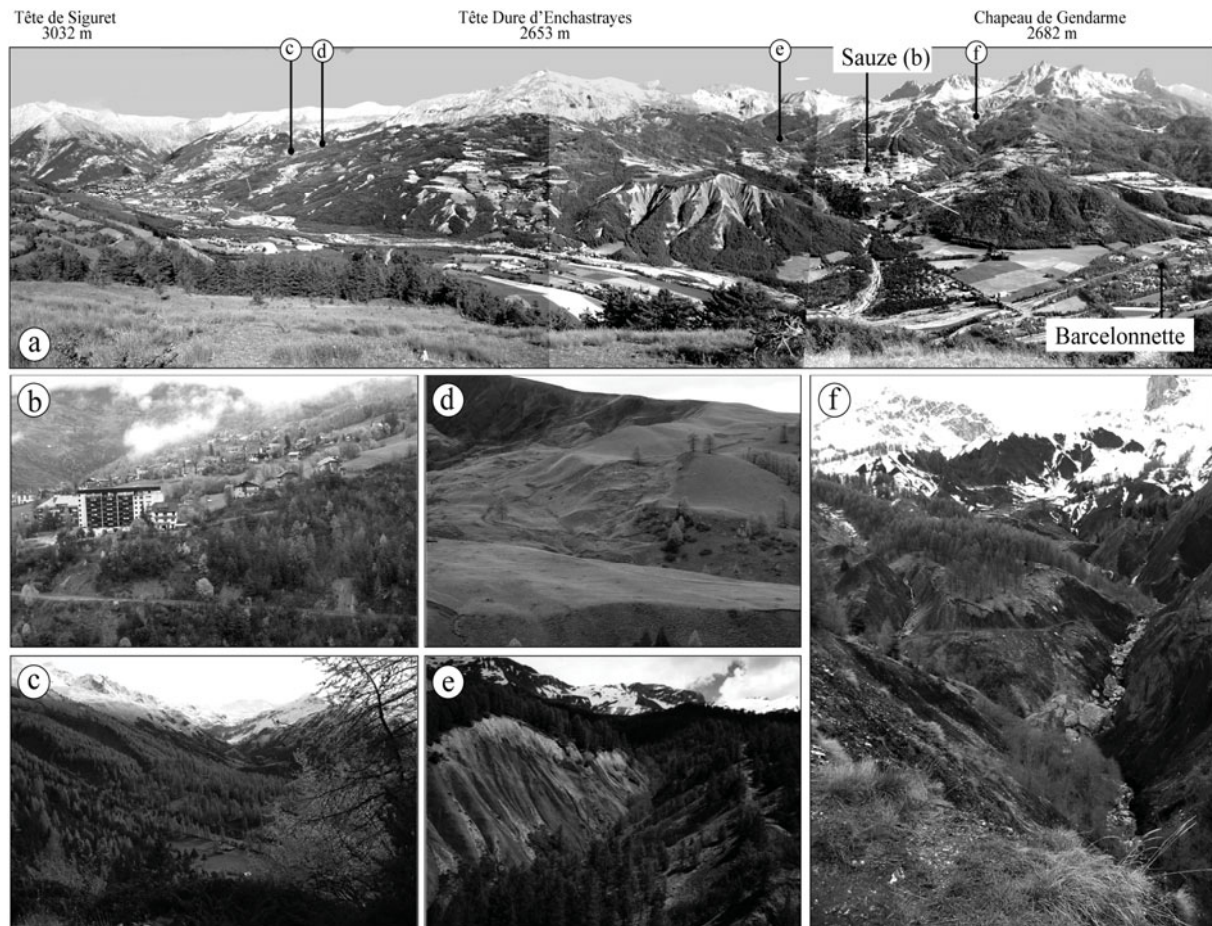 Tête de Siguret
3032 m
Tête Dure d'Enchastrayes
2653 m
Chapeau de Gendarme
2682 m
c
d
e
Sauze (b)
f
Barcelonnette
a
b
d
f
c
e